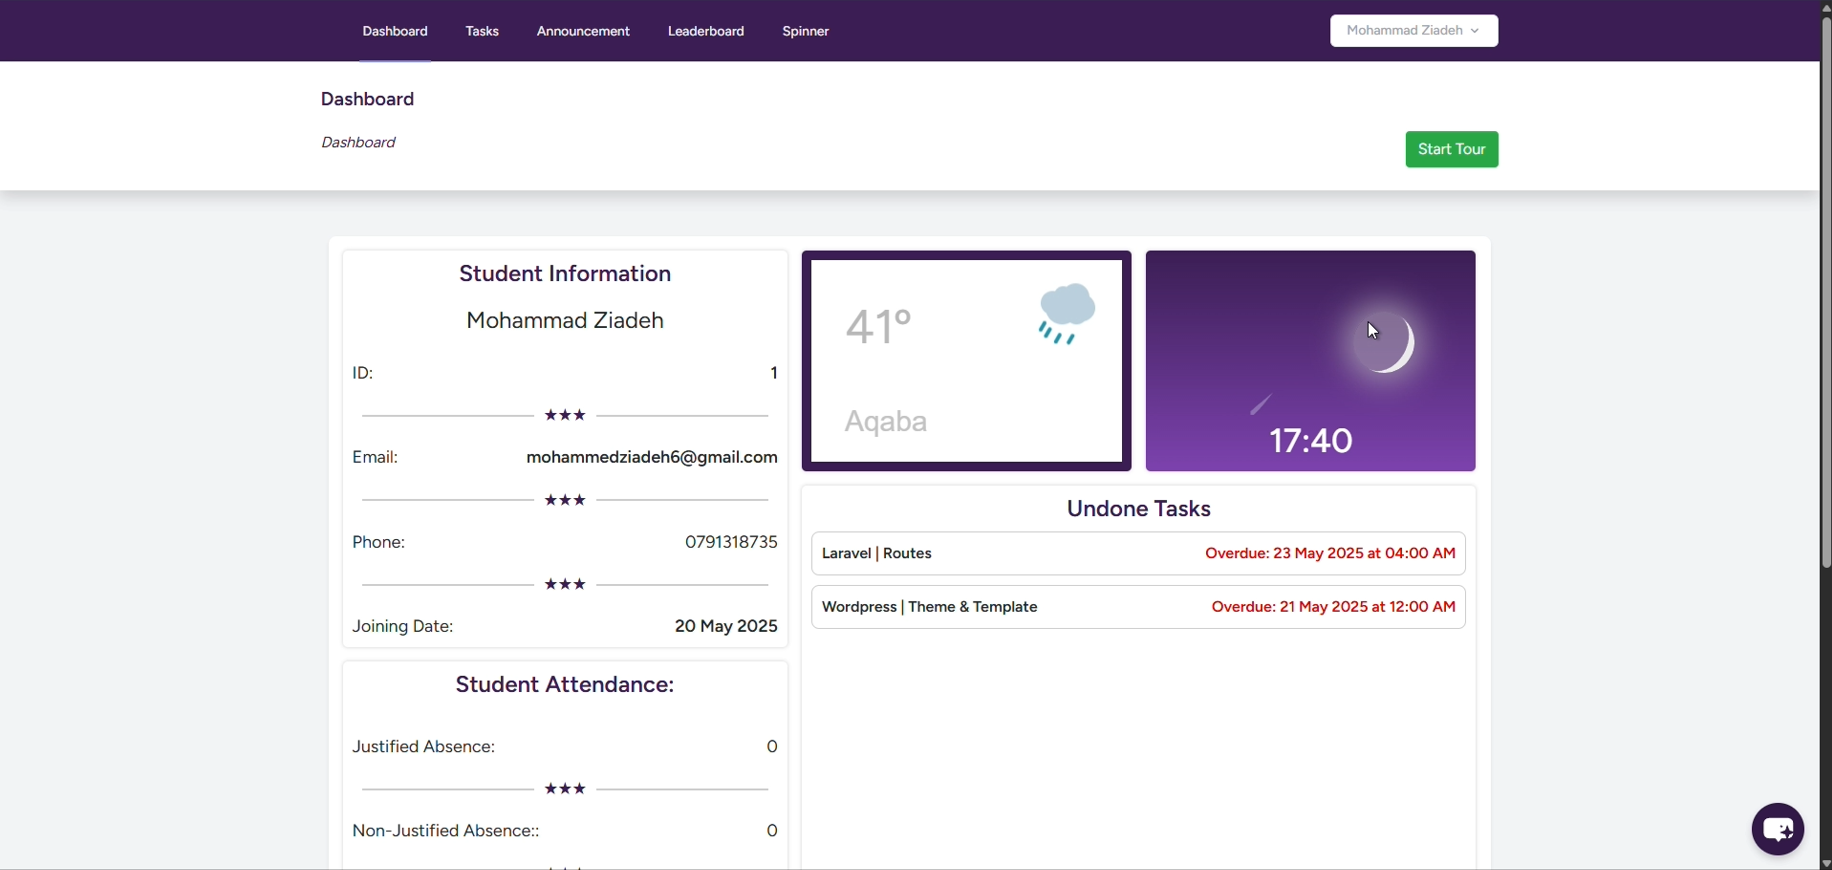 Dashboard Tasks Announcement Leaderboard Spinner Mohammad Ziadeh
Dashboard
Dashboard
Start Tour
Student Information
Mohammad Ziadeh
ID: 1
★★★
Email: mohammedziadeh6@gmail.com
★★★
Phone: 0791318735
★★★
Joining Date: 20 May 2025
Student Attendance:
Justified Absence: 0
★★★
Non-Justified Absence:: 0
41°
Aqaba
17:40
Undone Tasks
Laravel | Routes Overdue: 23 May 2025 at 04:00 AM
Wordpress | Theme & Template Overdue: 21 May 2025 at 12:00 AM